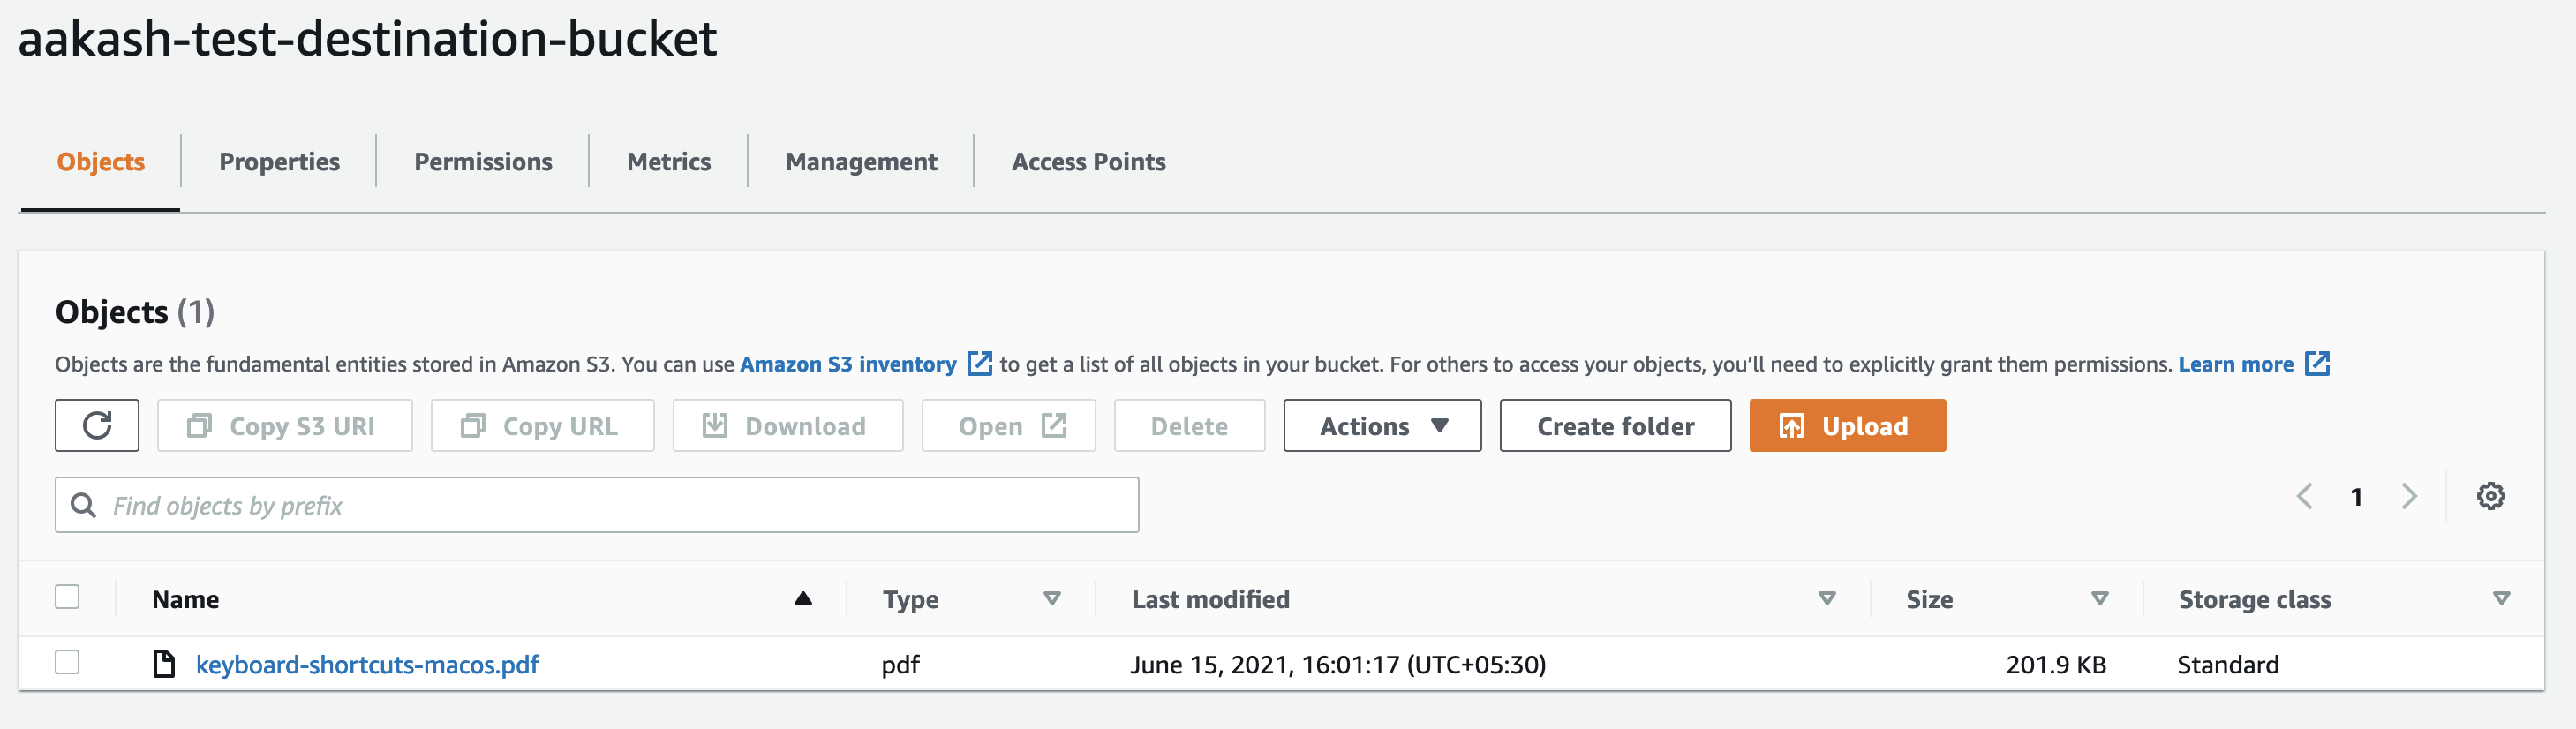 aakash-test-destination-bucket
Objects Properties Permissions Metrics Management Access Points
Objects (1)
Objects are the fundamental entities stored in Amazon S3. You can use Amazon S3 inventory to get a list of all objects in your bucket. For others to access your objects, you’ll need to explicitly grant them permissions. Learn more
Copy S3 URI Copy URL Download Open Delete Actions Create folder Upload
Find objects by prefix 1
Name Type Last modified Size Storage class
keyboard-shortcuts-macos.pdf pdf June 15, 2021, 16:01:17 (UTC+05:30) 201.9 KB Standard